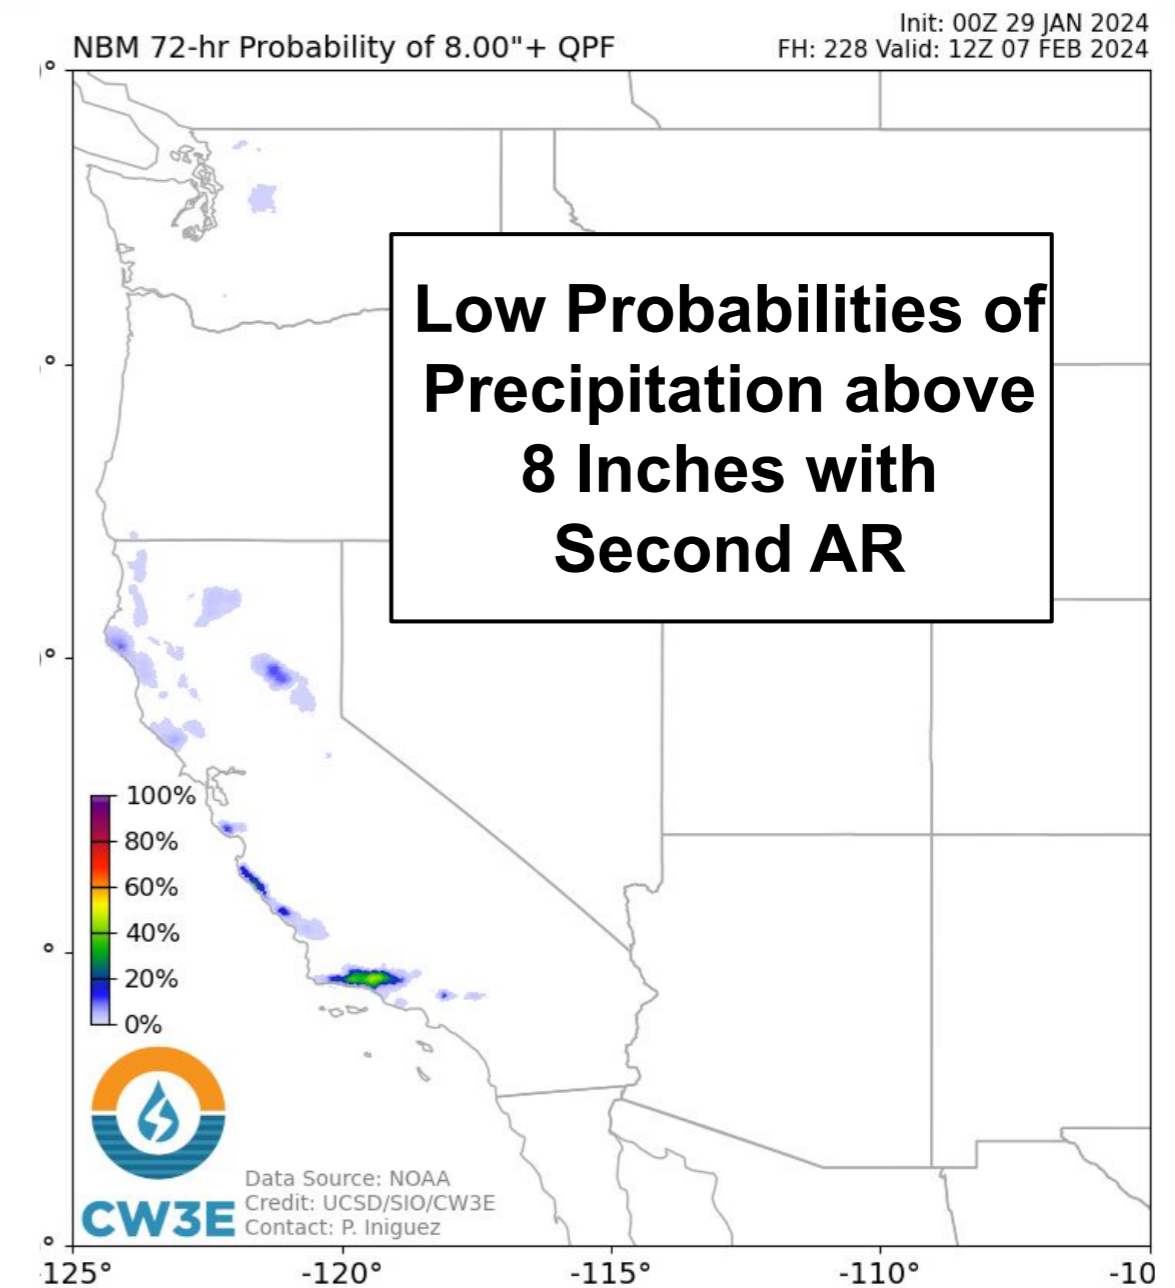 Init: 00Z 29 JAN 2024
NBM 72-hr Probability of 8.00"+ QPF
FH: 228 Valid: 12Z 07 FEB 2024
Low Probabilities of
Precipitation above
8 Inches with
Second AR
100%
80%
60%
40%
20%
0%
CW3E
Data Source: NOAA
Credit: UCSD/SIO/CW3E
Contact: P. Iniguez
-125°
-120°
-115°
-110°
-10